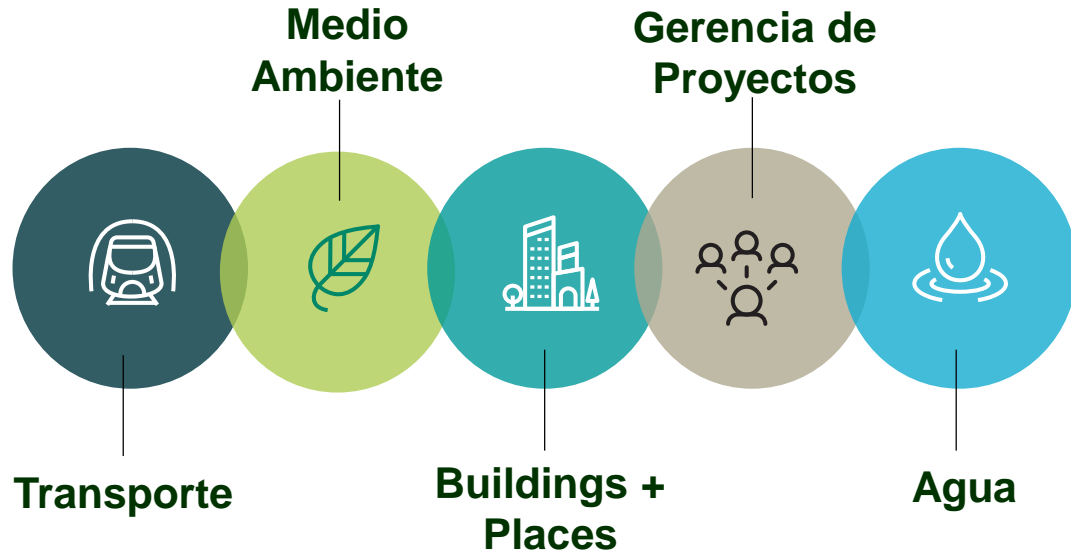 Medio
Ambiente
Gerencia de
Proyectos
Transporte
Buildings +
Places
Agua